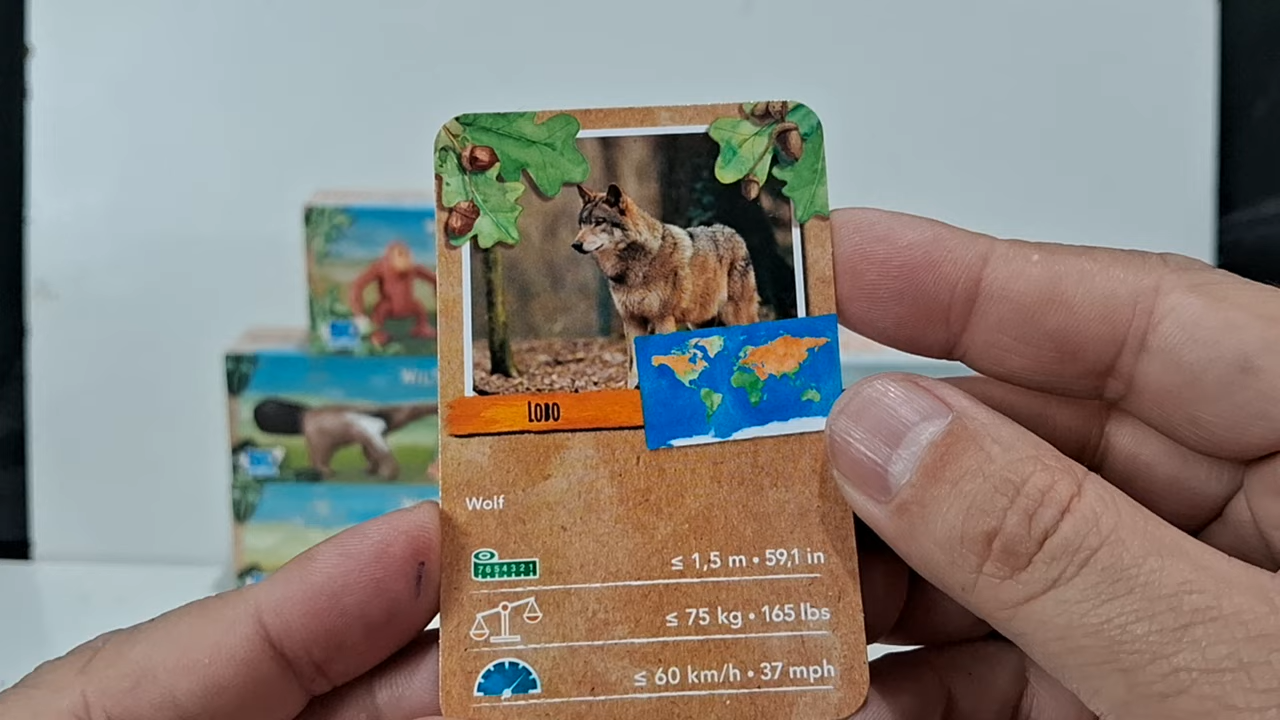 LOBO
Wolf
7654321
≤ 1,5 m • 59,1 in
≤ 75 kg • 165 lbs
≤ 60 km/h • 37 mph